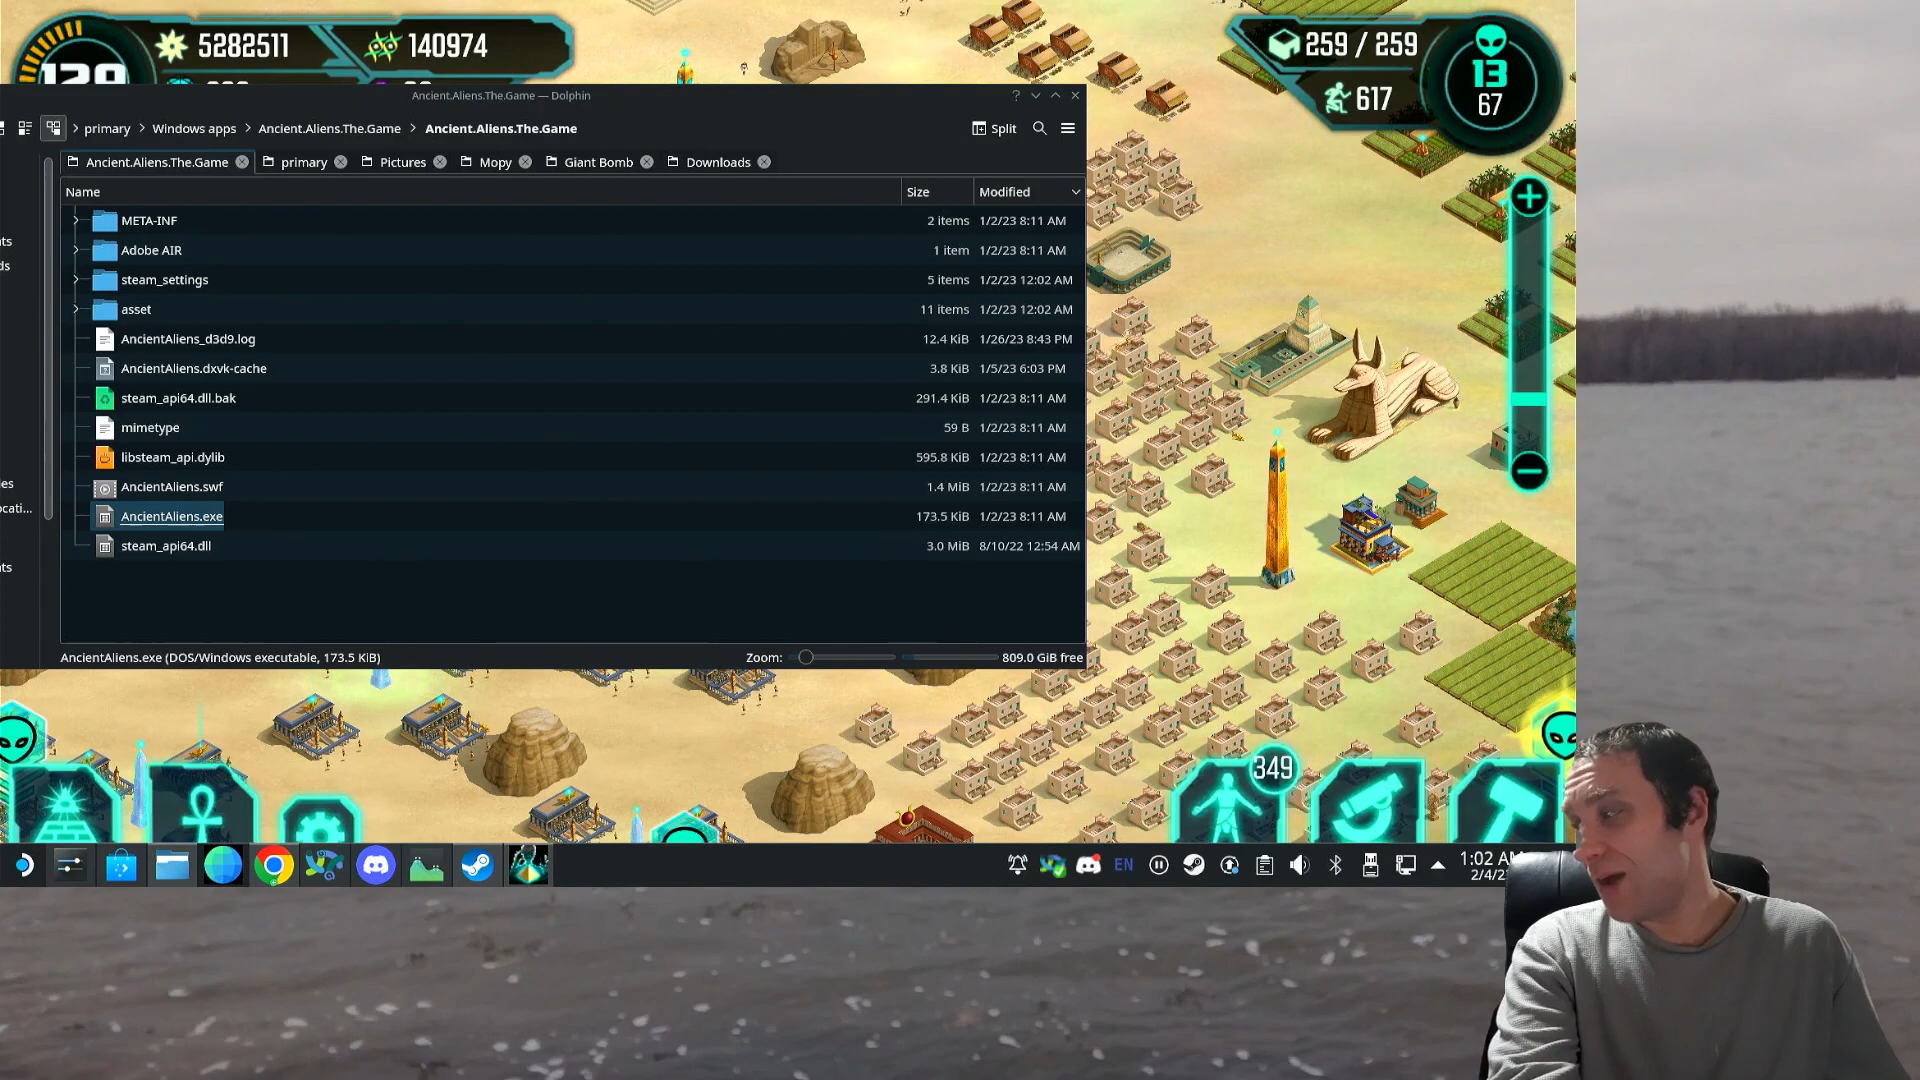 5282511
140974
259 / 259
13
67
617
129
Ancient.Aliens.The.Game — Dolphin
primary
Windows apps
Ancient.Aliens.The.Game
Ancient.Aliens.The.Game
Split
Ancient.Aliens.The.Game
primary
Pictures
Mopy
Giant Bomb
Downloads
Name Size Modified
META-INF 2 items 1/2/23 8:11 AM
Adobe AIR 1 item 1/2/23 8:11 AM
steam_settings 5 items 1/2/23 12:02 AM
asset 11 items 1/2/23 12:02 AM
AncientAliens_d3d9.log 12.4 KiB 1/26/23 8:43 PM
AncientAliens.dxvk-cache 3.8 KiB 1/5/23 6:03 PM
steam_api64.dll.bak 291.4 KiB 1/2/23 8:11 AM
mimetype 59 B 1/2/23 8:11 AM
libsteam_api.dylib 595.8 KiB 1/2/23 8:11 AM
AncientAliens.swf 1.4 MiB 1/2/23 8:11 AM
AncientAliens.exe 173.5 KiB 1/2/23 8:11 AM
steam_api64.dll 3.0 MiB 8/10/22 12:54 AM
AncientAliens.exe (DOS/Windows executable, 173.5 KiB)
Zoom:
809.0 GiB free
349
EN
1:02 AM
2/4/2